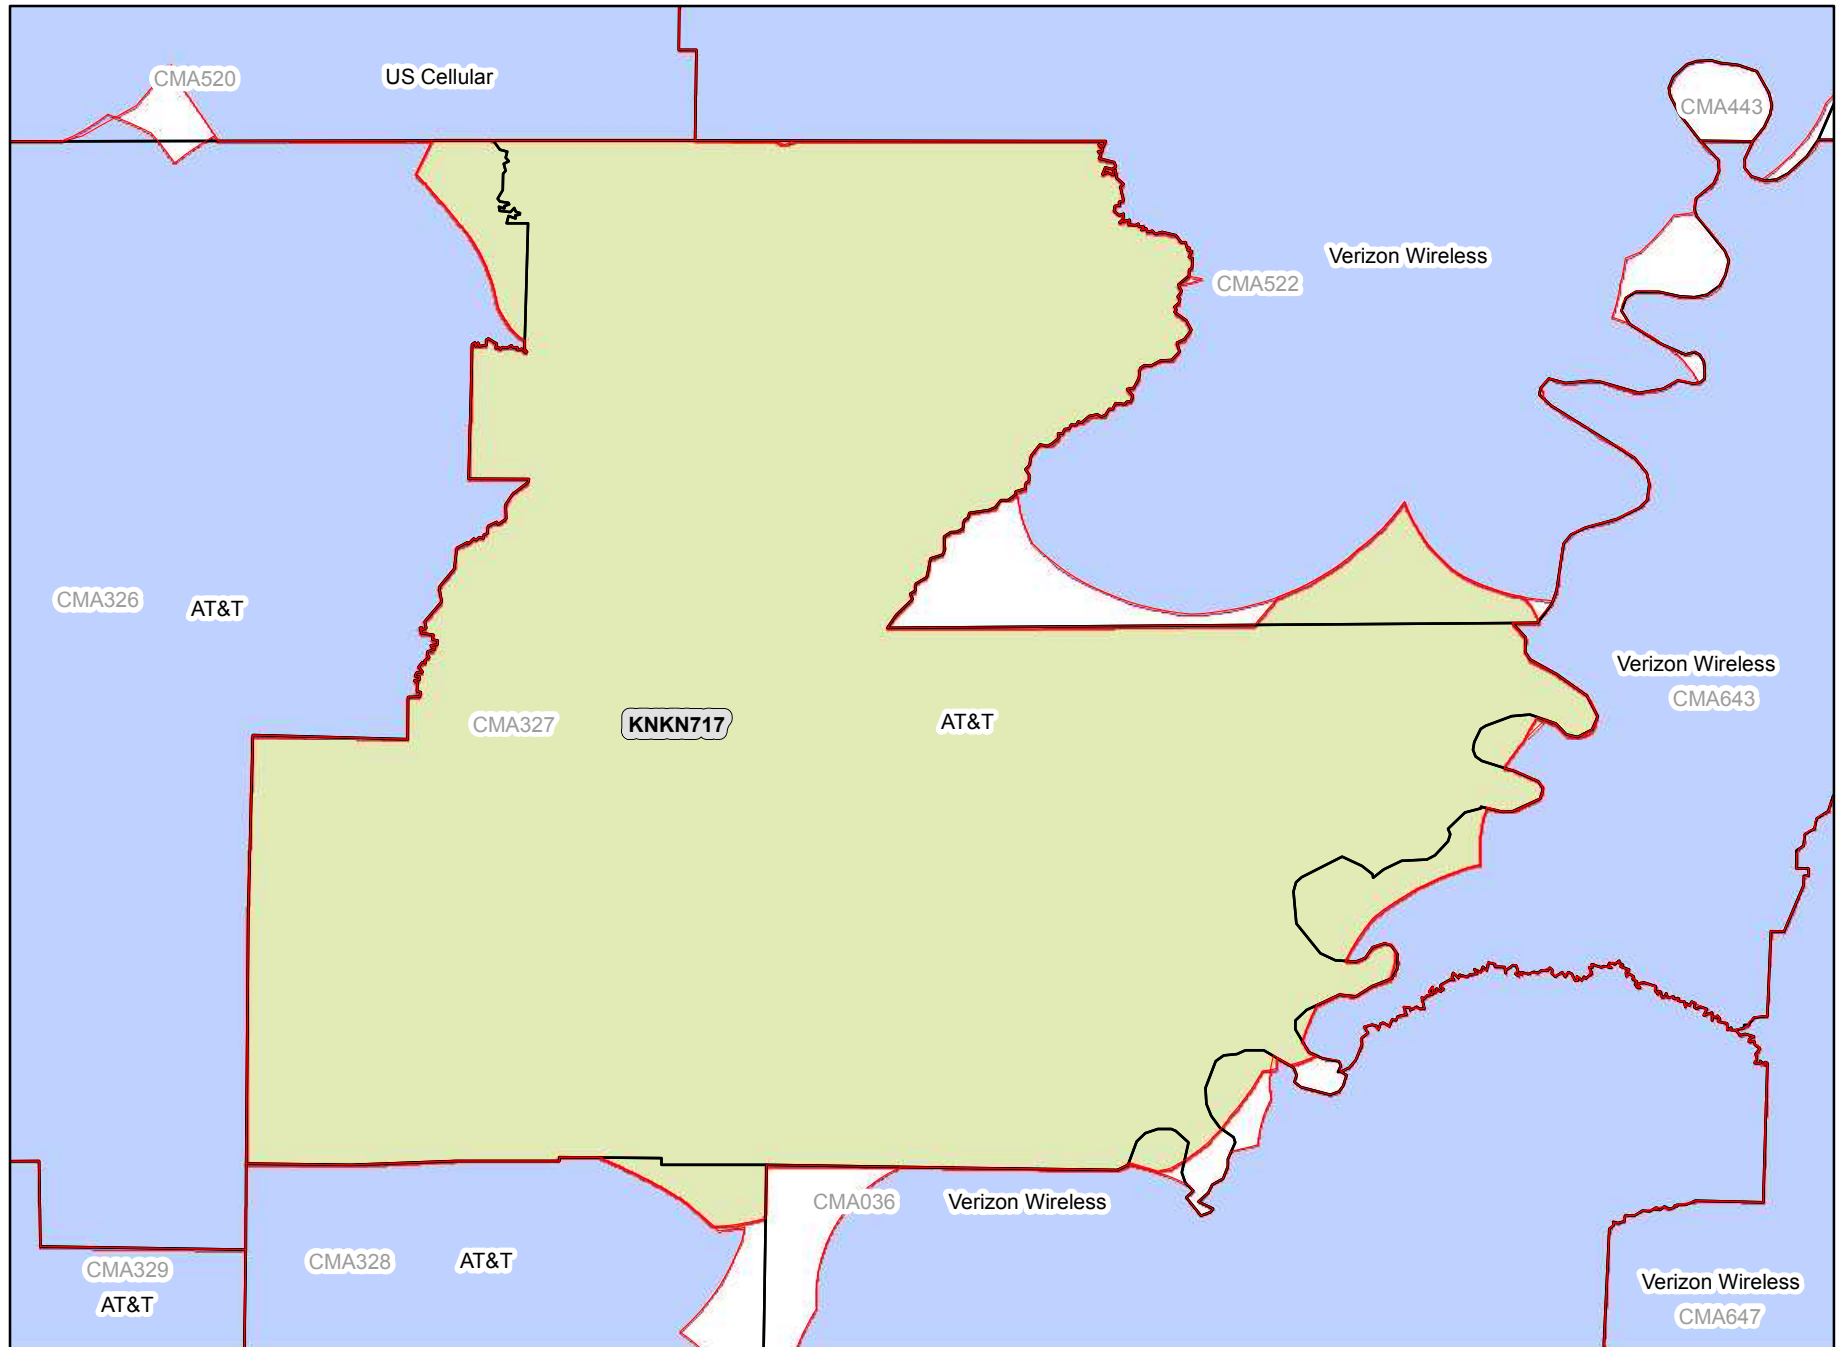 CMA520
US Cellular
CMA443
Verizon Wireless
CMA522
CMA326
AT&T
Verizon Wireless
CMA643
CMA327
KNKN717
AT&T
CMA036
Verizon Wireless
CMA328
AT&T
CMA329
AT&T
Verizon Wireless
CMA647